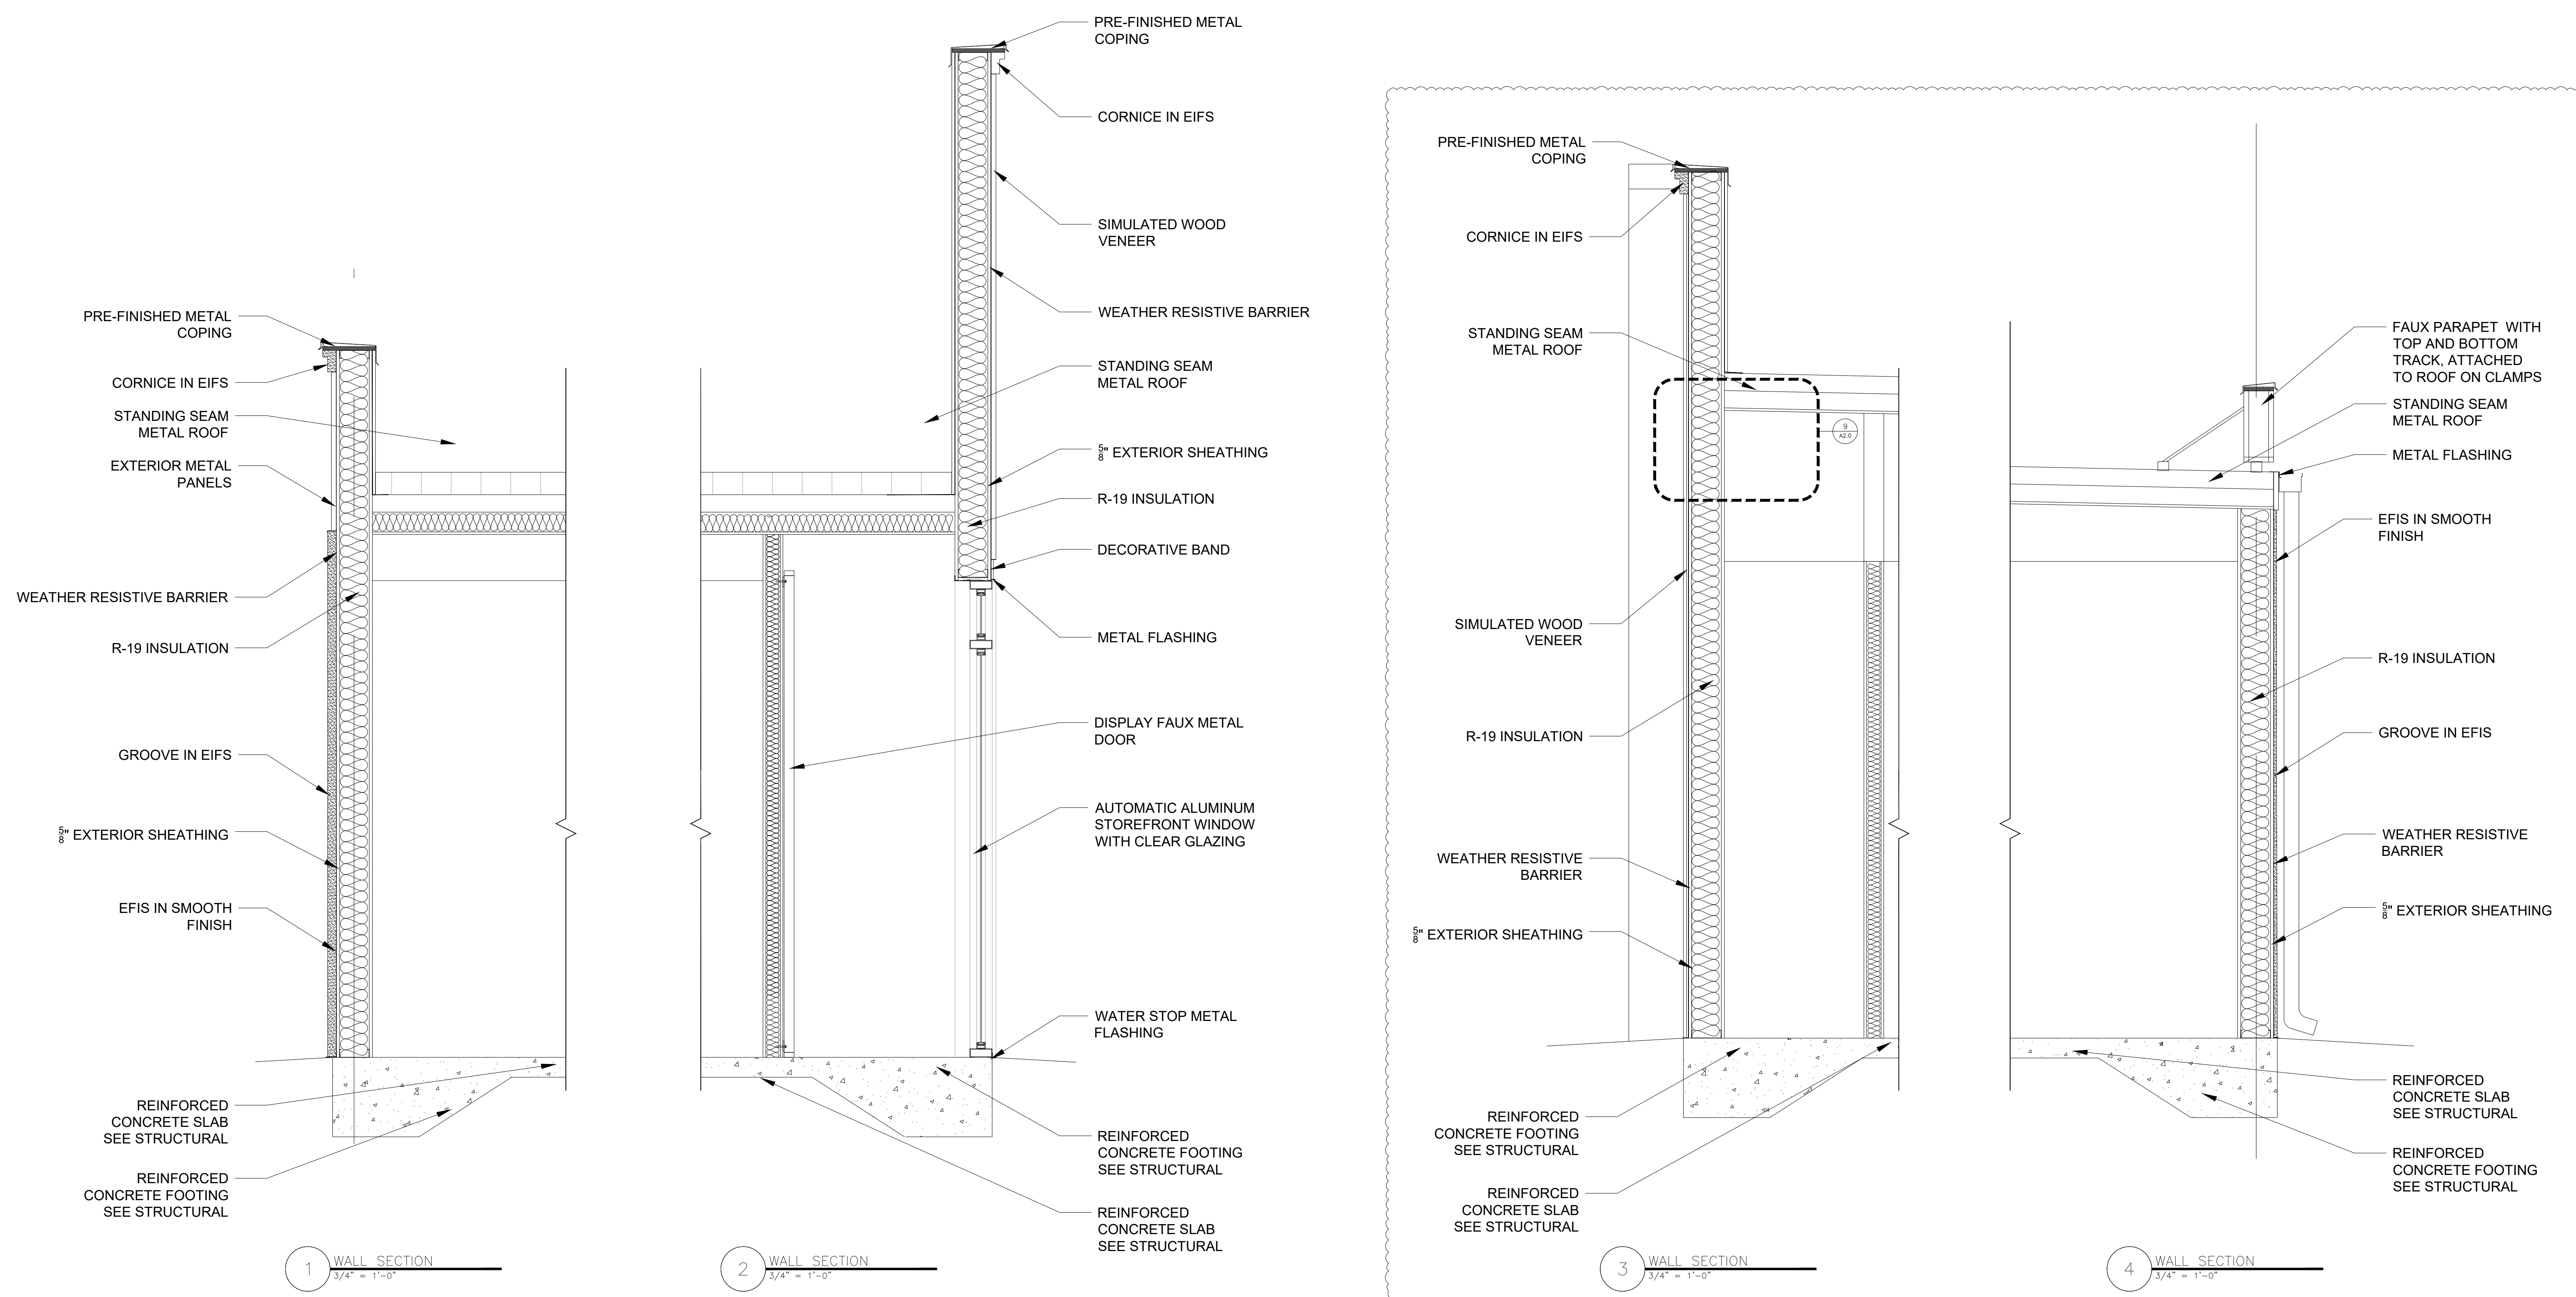 PRE-FINISHED METAL
COPING
CORNICE IN EIFS
STANDING SEAM
METAL ROOF
EXTERIOR METAL
PANELS
WEATHER RESISTIVE BARRIER
R-19 INSULATION
GROOVE IN EIFS
5/8" EXTERIOR SHEATHING
EFIS IN SMOOTH
FINISH
REINFORCED
CONCRETE SLAB
SEE STRUCTURAL
REINFORCED
CONCRETE FOOTING
SEE STRUCTURAL
1 WALL SECTION
3/4" = 1'-0"
PRE-FINISHED METAL
COPING
CORNICE IN EIFS
SIMULATED WOOD
VENEER
WEATHER RESISTIVE BARRIER
STANDING SEAM
METAL ROOF
5/8" EXTERIOR SHEATHING
R-19 INSULATION
DECORATIVE BAND
METAL FLASHING
DISPLAY FAUX METAL
DOOR
AUTOMATIC ALUMINUM
STOREFRONT WINDOW
WITH CLEAR GLAZING
WATER STOP METAL
FLASHING
REINFORCED
CONCRETE FOOTING
SEE STRUCTURAL
REINFORCED
CONCRETE SLAB
SEE STRUCTURAL
2 WALL SECTION
3/4" = 1'-0"
PRE-FINISHED METAL
COPING
CORNICE IN EIFS
STANDING SEAM
METAL ROOF
9
A2.0
SIMULATED WOOD
VENEER
R-19 INSULATION
WEATHER RESISTIVE
BARRIER
5/8" EXTERIOR SHEATHING
REINFORCED
CONCRETE FOOTING
SEE STRUCTURAL
REINFORCED
CONCRETE SLAB
SEE STRUCTURAL
3 WALL SECTION
3/4" = 1'-0"
FAUX PARAPET WITH
TOP AND BOTTOM
TRACK, ATTACHED
TO ROOF ON CLAMPS
STANDING SEAM
METAL ROOF
METAL FLASHING
EFIS IN SMOOTH
FINISH
R-19 INSULATION
GROOVE IN EFIS
WEATHER RESISTIVE
BARRIER
5/8" EXTERIOR SHEATHING
REINFORCED
CONCRETE SLAB
SEE STRUCTURAL
REINFORCED
CONCRETE FOOTING
SEE STRUCTURAL
4 WALL SECTION
3/4" = 1'-0"